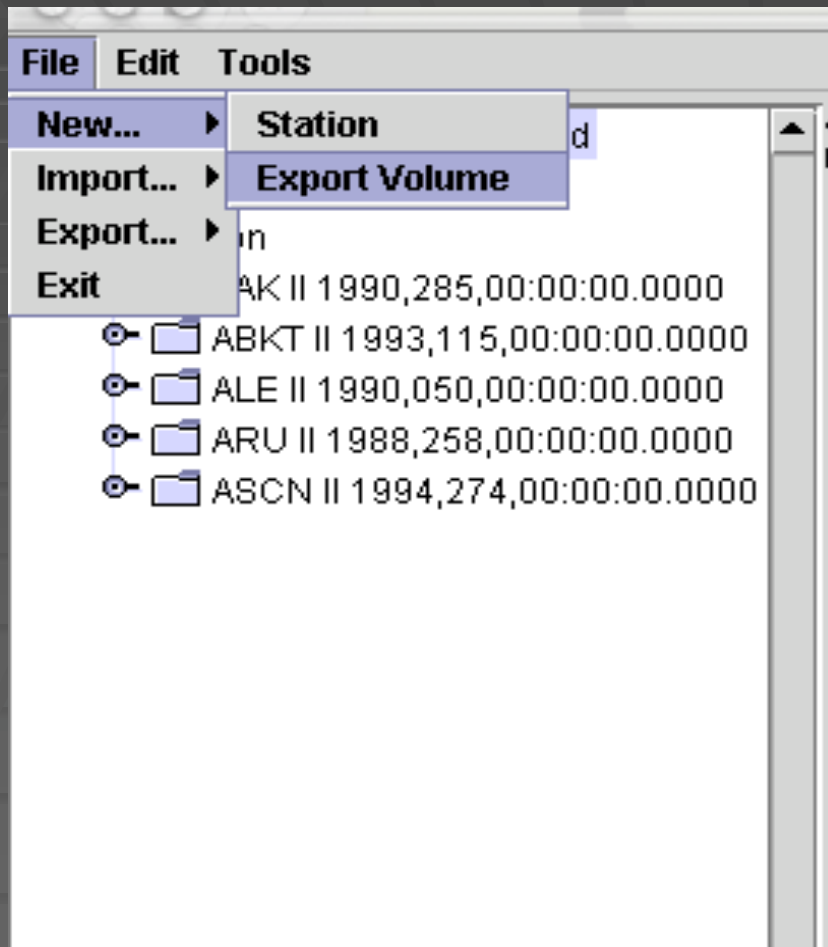 File Edit Tools
New... Station
Import... Export Volume
Export...
Exit
AK II 1990,285,00:00:00.0000
ABKT II 1993,115,00:00:00.0000
ALE II 1990,050,00:00:00.0000
ARU II 1988,258,00:00:00.0000
ASCN II 1994,274,00:00:00.0000